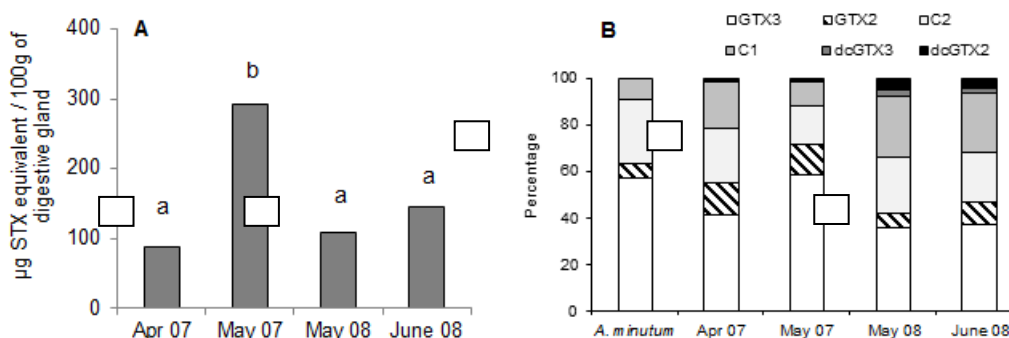 A
µg STX equivalent / 100g of
digestive gland
400
300
200
100
0
a
b
a
a
Apr 07 May 07 May 08 June 08
B
GTX3 GTX2 C2
C1 dcGTX3 dcGTX2
Percentage
100
80
60
40
20
0
A. minutum Apr 07 May 07 May 08 June 08